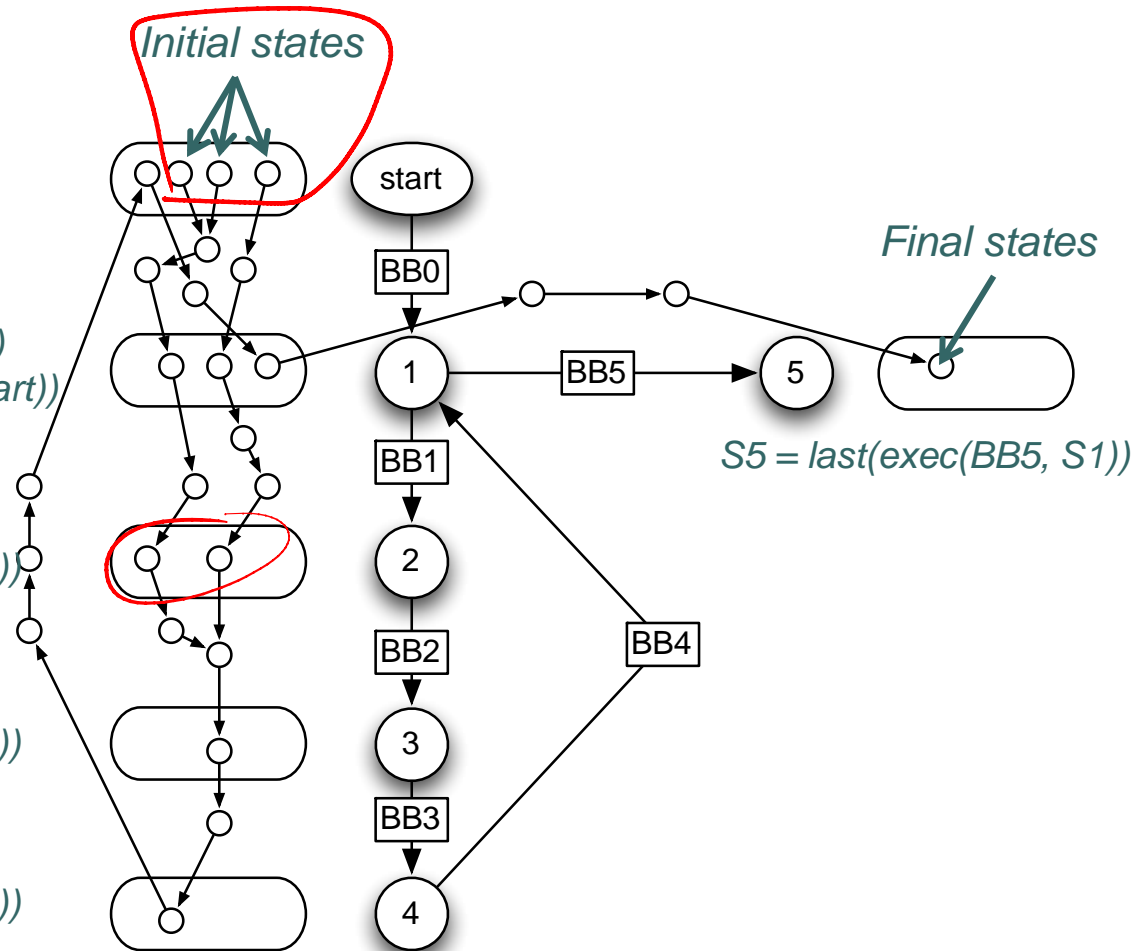 Initial states
start
BB0
Final states
)
art))
1
BB5
5
BB1
S5 = last(exec(BB5, S1))
2
))
BB2
BB4
3
))
BB3
4
))